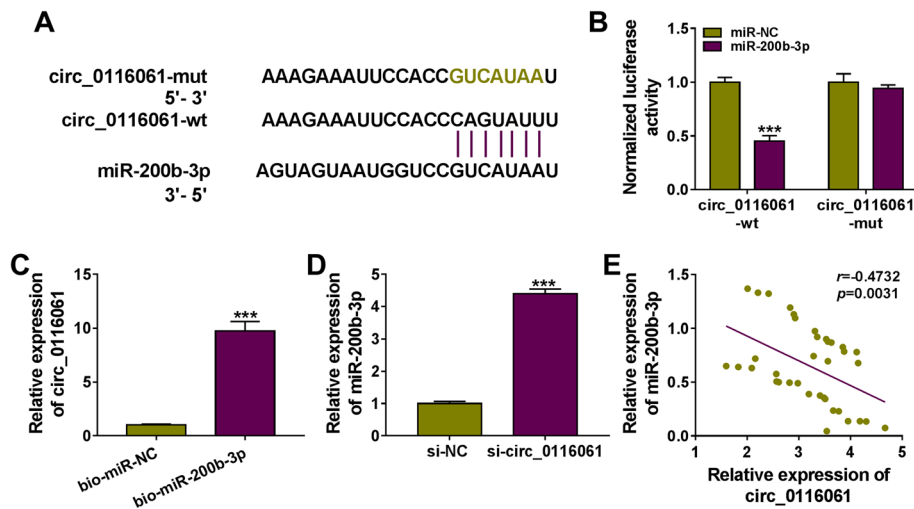 A
circ_0116061-mut AAAGAAAUUCCACCGUCAUAAU
5'- 3'
circ_0116061-wt AAAGAAAUUCCACCCAGUAUUU
miR-200b-3p AGUAGUAAUGGUCCGUCAUAAU
3'- 5'
B
miR-NC
miR-200b-3p
Normalized luciferase
activity
1.5
1.0
0.5
0.0
***
circ_0116061
-wt
circ_0116061
-mut
C
Relative expression
of circ_0116061
15
10
5
0
***
bio-miR-NC
bio-miR-200b-3p
D
Relative expression
of miR-200b-3p
5
4
3
2
1
0
***
si-NC
si-circ_0116061
E
Relative expression
of miR-200b-3p
1.5
1.0
0.5
0.0
r=-0.4732
p=0.0031
1 2 3 4 5
Relative expression of
circ_0116061